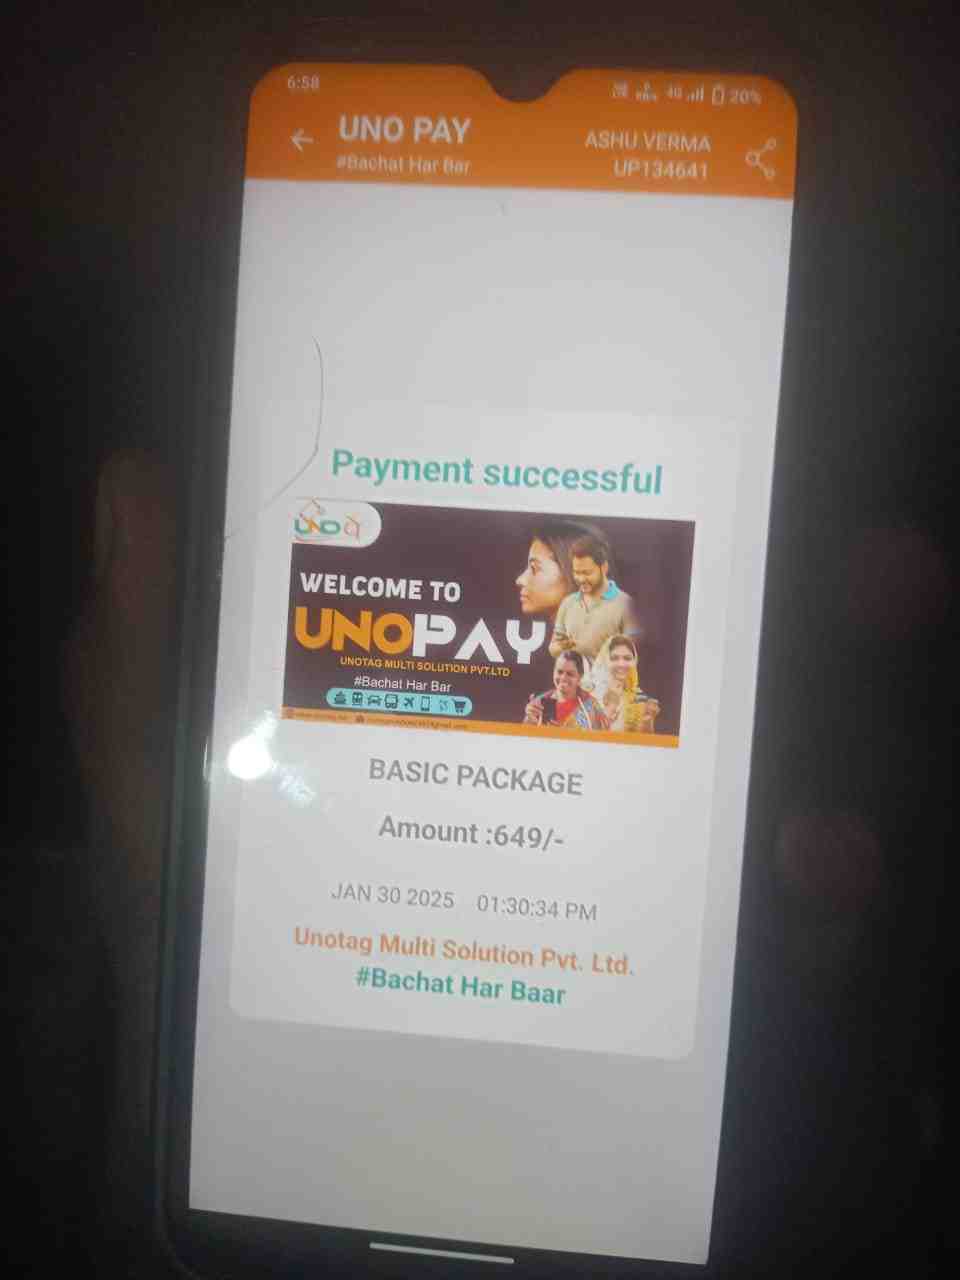 6:58
4G 20%
UNO PAY
#Bachat Har Bar
ASHU VERMA
UP134641
Payment successful
UNO
WELCOME TO
UNOPAY
UNOTAG MULTI SOLUTION PVT.LTD
#Bachat Har Bar
BASIC PACKAGE
Amount :649/-
JAN 30 2025 01:30:34 PM
Unotag Multi Solution Pvt. Ltd.
#Bachat Har Baar